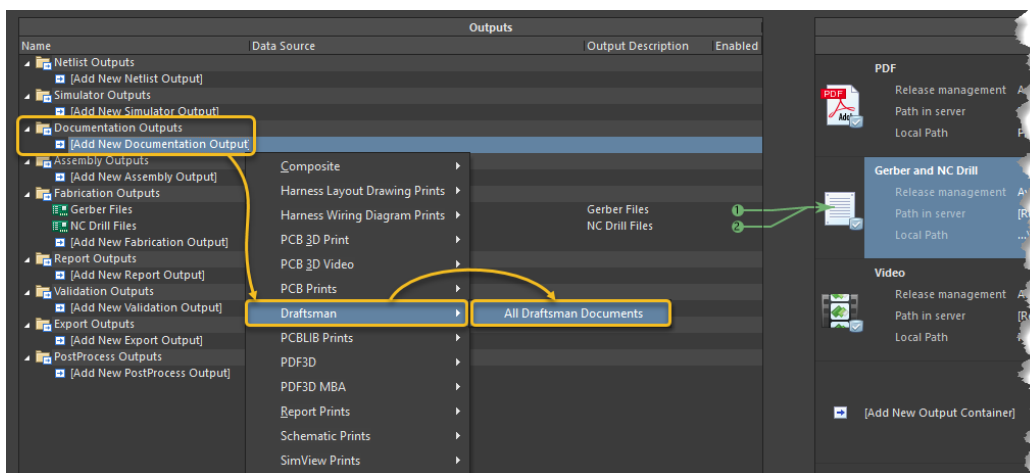 Outputs
Name Data Source Output Description Enabled
Netlist Outputs
[Add New Netlist Output]
Simulator Outputs
[Add New Simulator Output]
Documentation Outputs
[Add New Documentation Output]
Assembly Outputs
[Add New Assembly Output]
Fabrication Outputs
Gerber Files Gerber Files 1
NC Drill Files NC Drill Files 2
[Add New Fabrication Output]
Report Outputs
[Add New Report Output]
Validation Outputs
[Add New Validation Output]
Export Outputs
[Add New Export Output]
PostProcess Outputs
[Add New PostProcess Output]
Composite
Harness Layout Drawing Prints
Harness Wiring Diagram Prints
PCB 3D Print
PCB 3D Video
PCB Prints
Draftsman
All Draftsman Documents
PCBLIB Prints
PDF3D
PDF3D MBA
Report Prints
Schematic Prints
SimView Prints
PDF
PDF
Adob
Release management
Path in server
Local Path
Gerber and NC Drill
Release management
Path in server
Local Path
Video
Release management
Path in server
Local Path
[Add New Output Container]